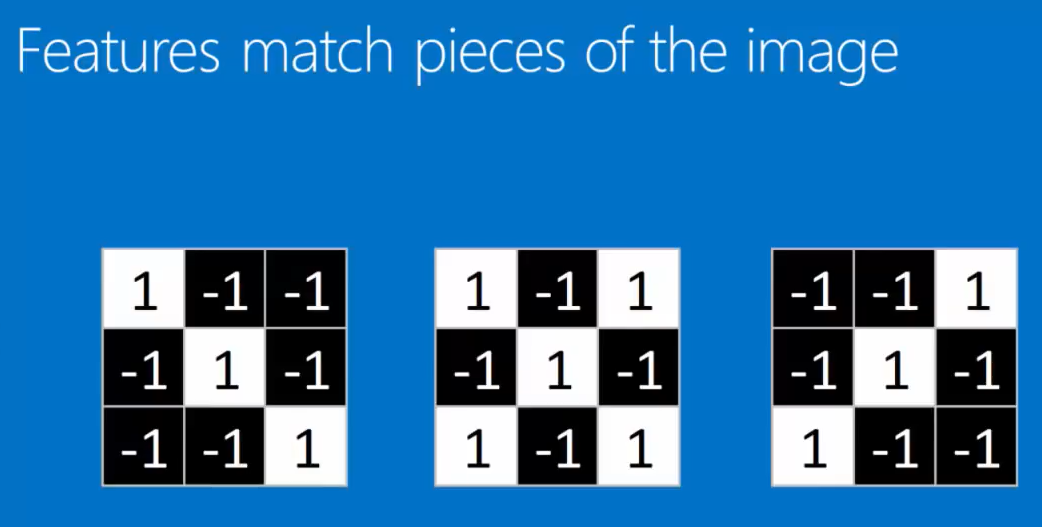 Features match pieces of the image
1 -1 -1 1 -1 1 -1 -1 1
-1 1 -1 -1 1 -1 -1 1 -1
-1 -1 1 1 -1 1 1 -1 -1